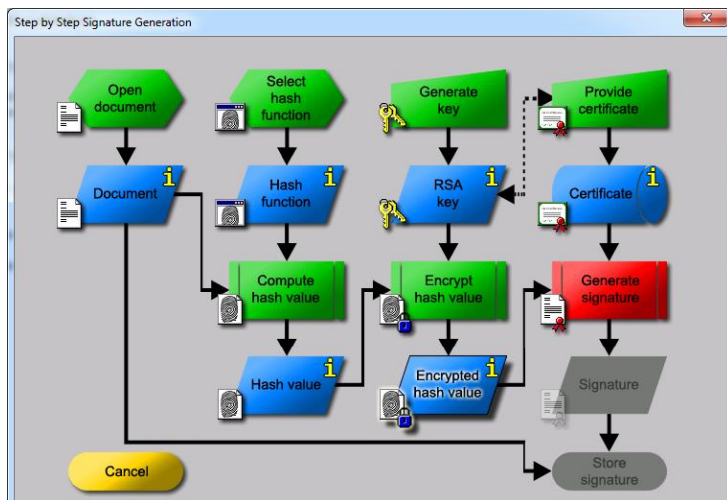 Step by Step Signature Generation
x
Open
document
Select
hash
function
Generate
key
Provide
certificate
Document
i
Hash
function
i
RSA
key
i
Certificate
i
Compute
hash value
Encrypt
hash value
Generate
signature
Hash value
i
Encrypted
hash value
i
Signature
Cancel
Store
signature